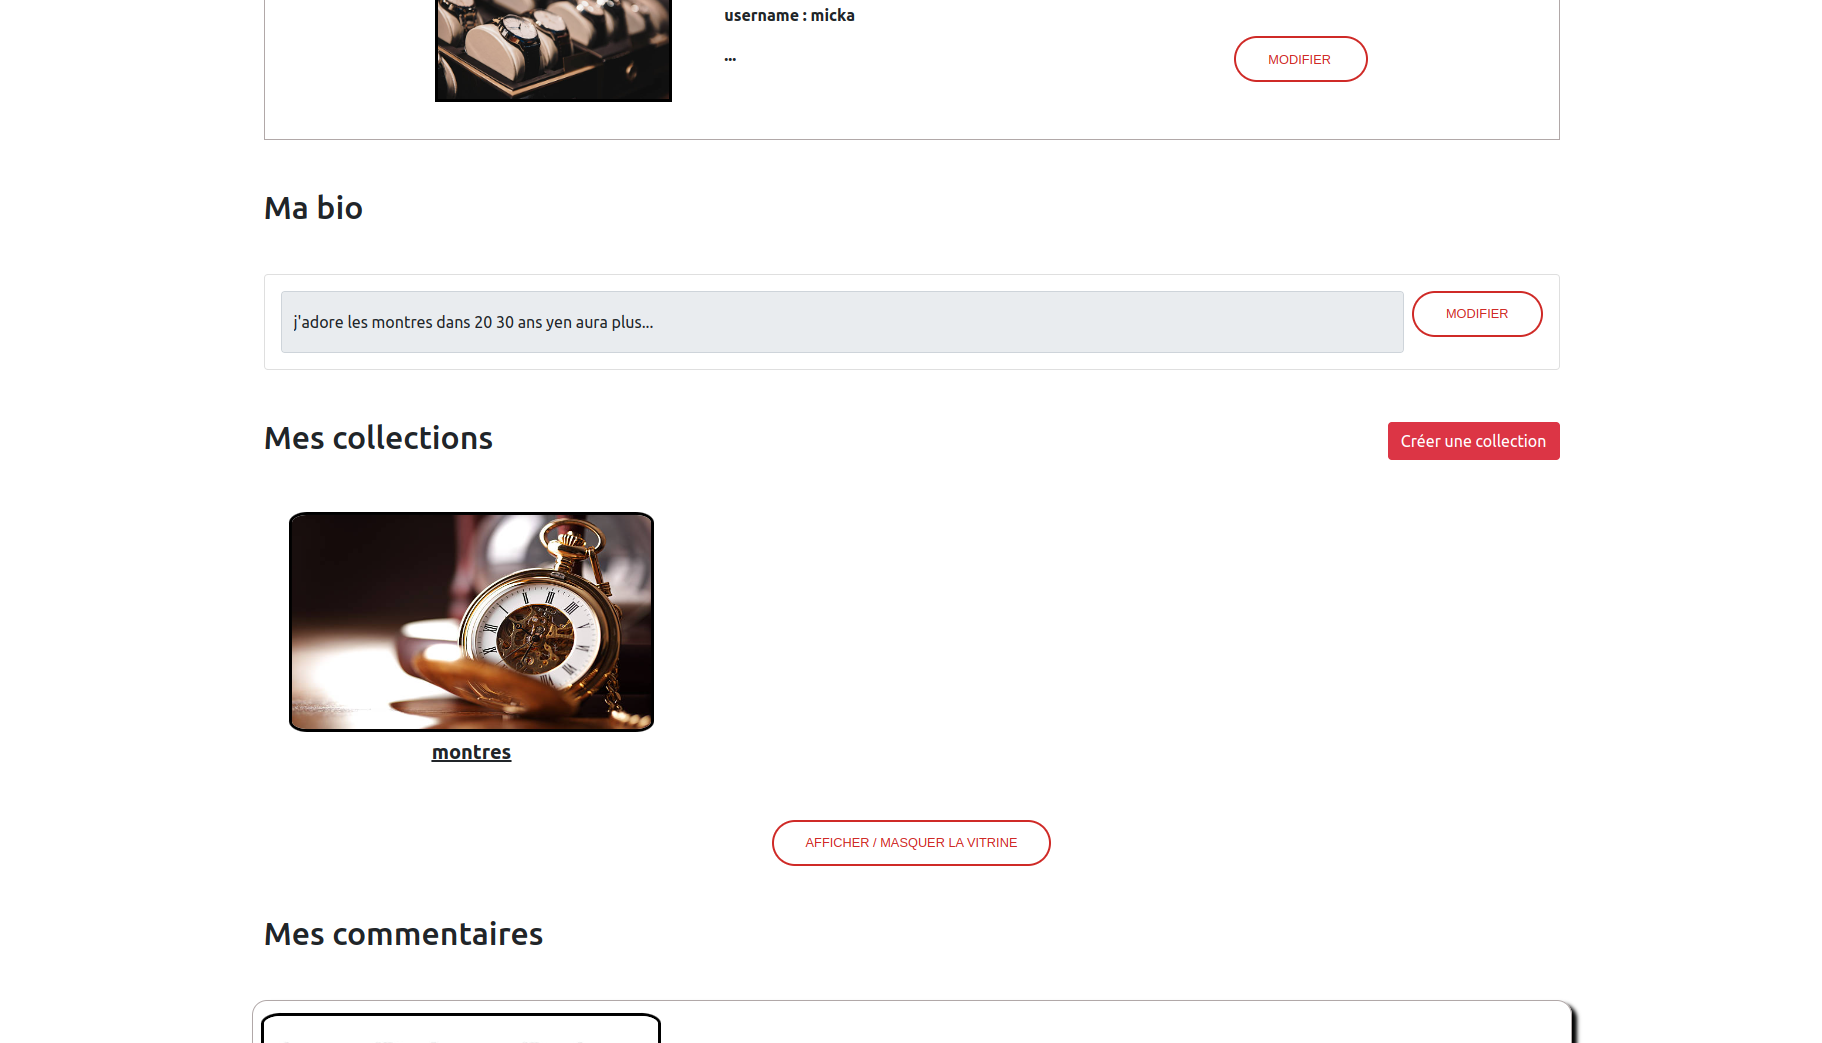 username : micka
...
MODIFIER
Ma bio
j'adore les montres dans 20 30 ans yen aura plus...
MODIFIER
Mes collections
Créer une collection
montres
AFFICHER / MASQUER LA VITRINE
Mes commentaires